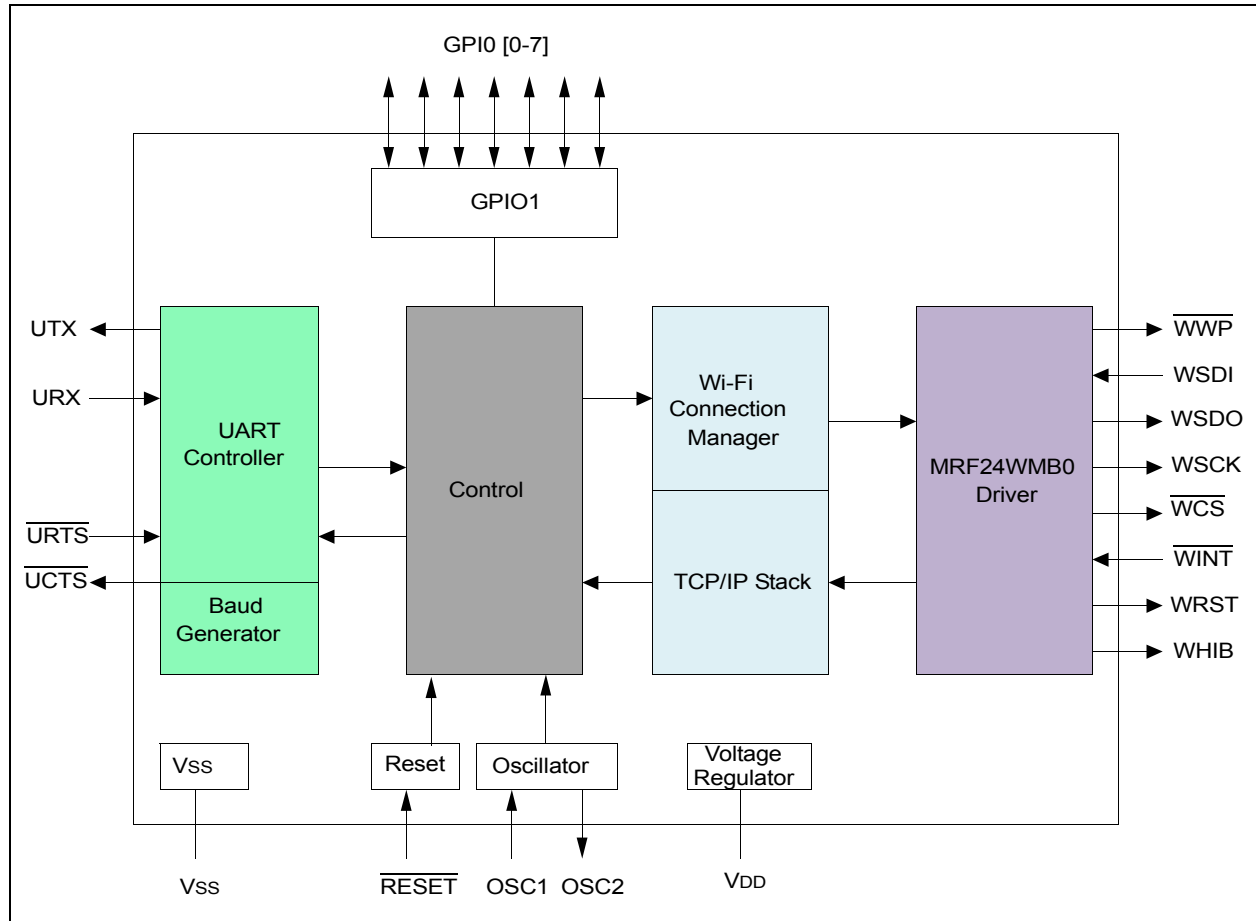 GPI0 [0-7]
GPIO1
UTX
URX
URTS
UCTS
UART
Controller
Baud
Generator
Control
Wi-Fi
Connection
Manager
TCP/IP Stack
MRF24WMB0
Driver
WWP
WSDI
WSDO
WSCK
WCS
WINT
WRST
WHIB
VSS
Reset
Oscillator
Voltage
Regulator
VSS
RESET
OSC1
OSC2
VDD